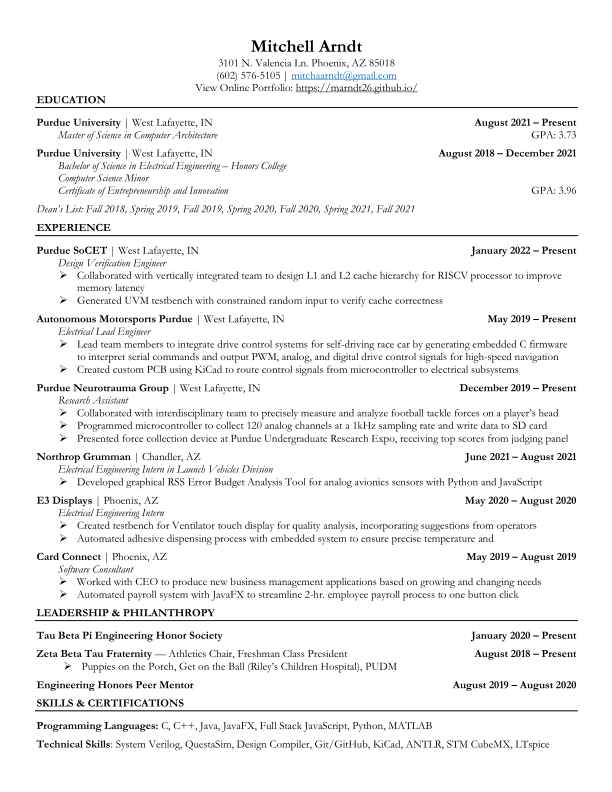 Mitchell Arndt
3101 N. Valencia Ln. Phoenix, AZ 85018
(602) 576-5105 | mitchaarndt@gmail.com
View Online Portfolio: https://marndt26.github.io/
EDUCATION
Purdue University | West Lafayette, IN August 2021 – Present
Master of Science in Computer Architecture GPA: 3.73
Purdue University | West Lafayette, IN August 2018 – December 2021
Bachelor of Science in Electrical Engineering – Honors College
Computer Science Minor
Certificate of Entrepreneurship and Innovation GPA: 3.96
Dean's List: Fall 2018, Spring 2019, Fall 2019, Spring 2020, Fall 2020, Spring 2021, Fall 2021
EXPERIENCE
Purdue SoCET | West Lafayette, IN January 2022 – Present
Design Verification Engineer
➢ Collaborated with vertically integrated team to design L1 and L2 cache hierarchy for RISCV processor to improve
memory latency
➢ Generated UVM testbench with constrained random input to verify cache correctness
Autonomous Motorsports Purdue | West Lafayette, IN May 2019 – Present
Electrical Lead Engineer
➢ Lead team members to integrate drive control systems for self-driving race car by generating embedded C firmware
to interpret serial commands and output PWM, analog, and digital drive control signals for high-speed navigation
➢ Created custom PCB using KiCad to route control signals from microcontroller to electrical subsystems
Purdue Neurotrauma Group | West Lafayette, IN December 2019 – Present
Research Assistant
➢ Collaborated with interdisciplinary team to precisely measure and analyze football tackle forces on a player's head
➢ Programmed microcontroller to collect 120 analog channels at a 1kHz sampling rate and write data to SD card
➢ Presented force collection device at Purdue Undergraduate Research Expo, receiving top scores from judging panel
Northrop Grumman | Chandler, AZ June 2021 – August 2021
Electrical Engineering Intern in Launch Vehicles Division
➢ Developed graphical RSS Error Budget Analysis Tool for analog avionics sensors with Python and JavaScript
E3 Displays | Phoenix, AZ May 2020 – August 2020
Electrical Engineering Intern
➢ Created testbench for Ventilator touch display for quality analysis, incorporating suggestions from operators
➢ Automated adhesive dispensing process with embedded system to ensure precise temperature and
Card Connect | Phoenix, AZ May 2019 – August 2019
Software Consultant
➢ Worked with CEO to produce new business management applications based on growing and changing needs
➢ Automated payroll system with JavaFX to streamline 2-hr. employee payroll process to one button click
LEADERSHIP & PHILANTHROPY
Tau Beta Pi Engineering Honor Society January 2020 – Present
Zeta Beta Tau Fraternity — Athletics Chair, Freshman Class President August 2018 – Present
➢ Puppies on the Porch, Get on the Ball (Riley's Children Hospital), PUDM
Engineering Honors Peer Mentor August 2019 – August 2020
SKILLS & CERTIFICATIONS
Programming Languages: C, C++, Java, JavaFX, Full Stack JavaScript, Python, MATLAB
Technical Skills: System Verilog, QuestaSim, Design Compiler, Git/GitHub, KiCad, ANTLR, STM CubeMX, LTspice